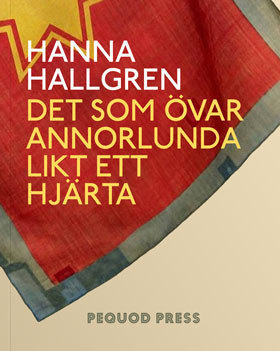 HANNA
HALLGREN
DET SOM ÖVAR
ANNORLUNDA
LIKT ETT
HJÄRTA
PEQUOD PRESS